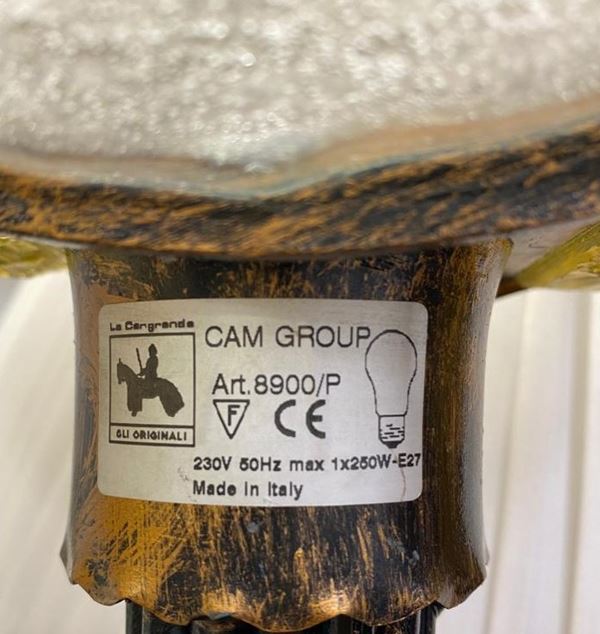 La Cangrande
GLI ORIGINALI
CAM GROUP
Art.8900/P
F CE
230V 50Hz max 1x250W-E27
Made in Italy